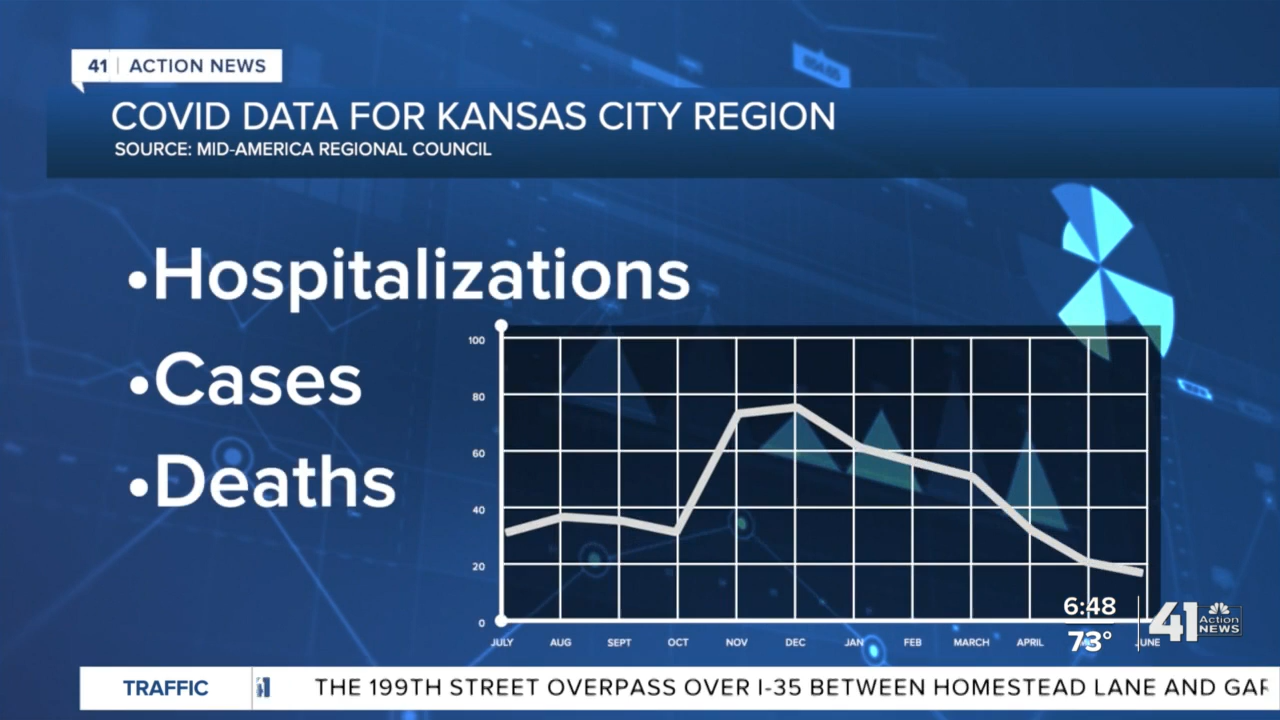 41 | ACTION NEWS
COVID DATA FOR KANSAS CITY REGION
SOURCE: MID-AMERICA REGIONAL COUNCIL
•Hospitalizations
•Cases
•Deaths
100
80
60
40
20
0
JULY AUG SEPT OCT NOV DEC JAN FEB MARCH APRIL JUNE
6:48
73°
41 Action NEWS
TRAFFIC
THE 199TH STREET OVERPASS OVER I-35 BETWEEN HOMESTEAD LANE AND GAR